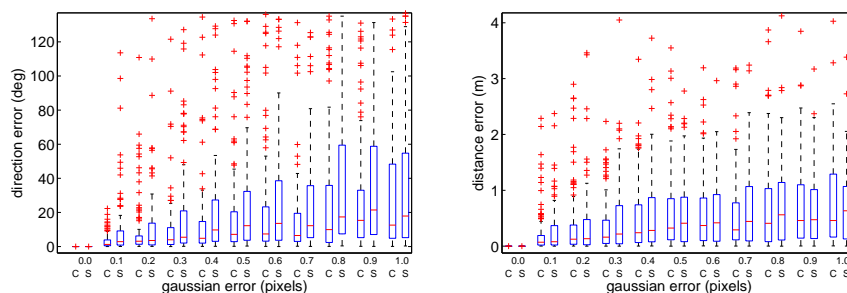 direction error (deg)
120
100
80
60
40
20
0
0.0 0.1 0.2 0.3 0.4 0.5 0.6 0.7 0.8 0.9 1.0
C S C S C S C S C S C S C S C S C S C S C S
gaussian error (pixels)
distance error (m)
4
3
2
1
0
0.0 0.1 0.2 0.3 0.4 0.5 0.6 0.7 0.8 0.9 1.0
C S C S C S C S C S C S C S C S C S C S C S
gaussian error (pixels)